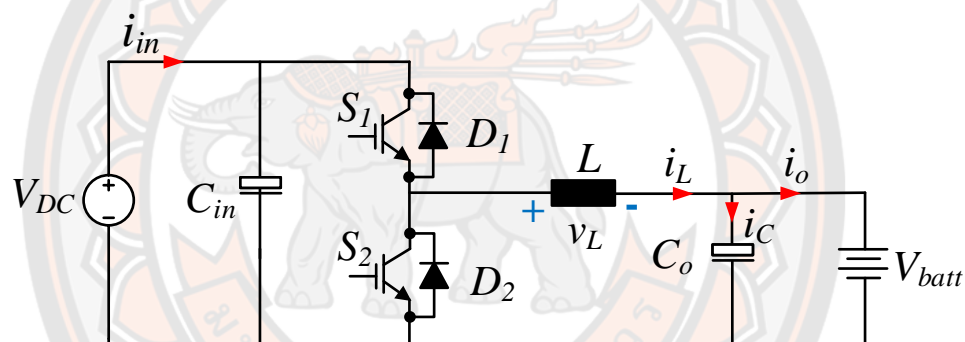 i_in
S_1
D_1
V_DC
+
-
C_in
L
i_L
i_o
+
-
v_L
i_C
C_o
S_2
D_2
V_batt